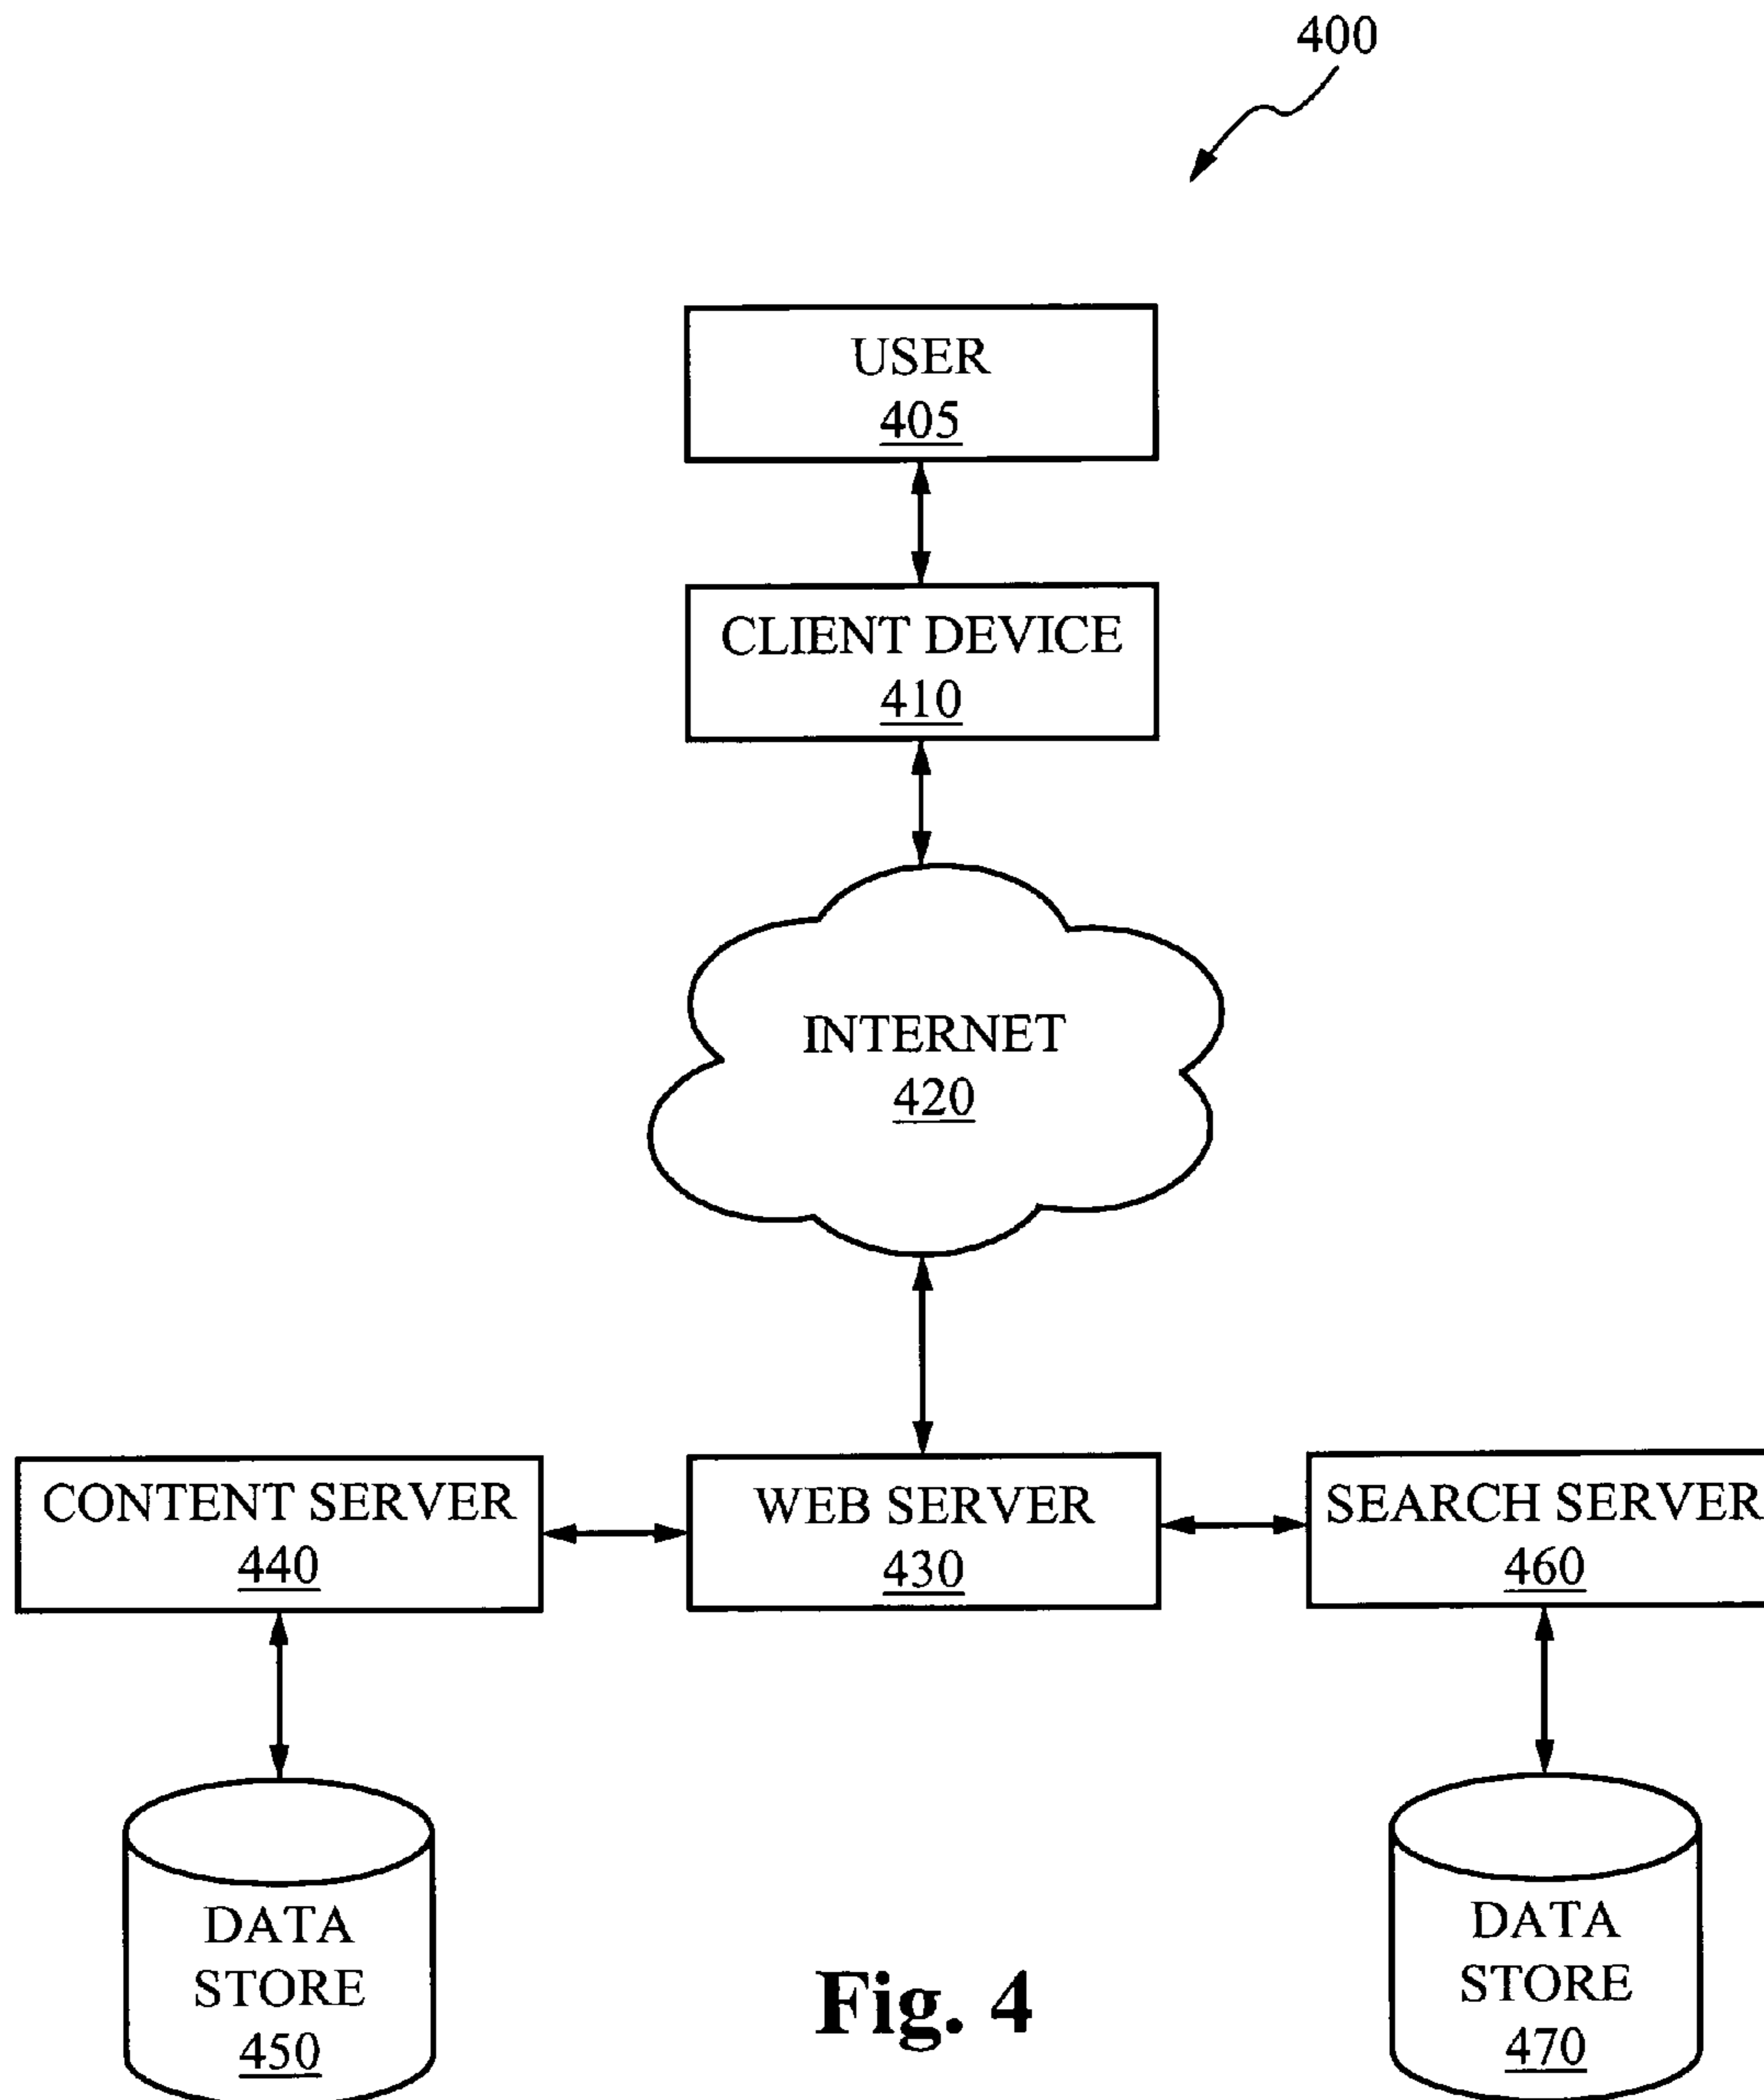 400
USER
405
CLIENT DEVICE
410
INTERNET
420
CONTENT SERVER
440
WEB SERVER
430
SEARCH SERVER
460
DATA
STORE
450
DATA
STORE
470
Fig. 4